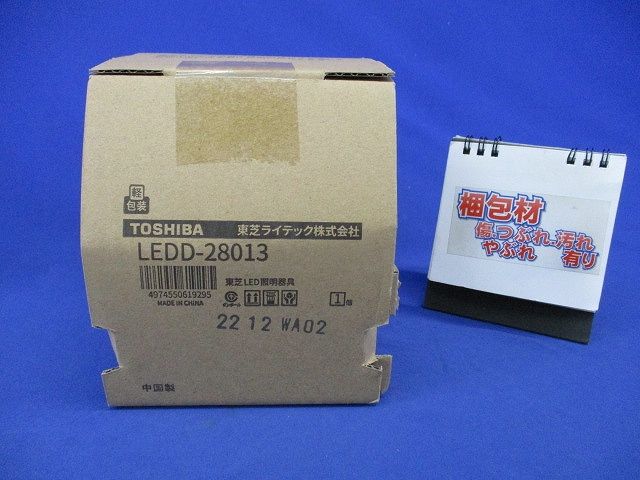 軽
包装
TOSHIBA 東芝ライテック株式会社
LEDD-28013
4974550619295
MADE IN CHINA
東芝LED照明器具
1個
22 12 WA02
中国製
梱包材
傷・つぶれ・汚れ
やぶれ 有り